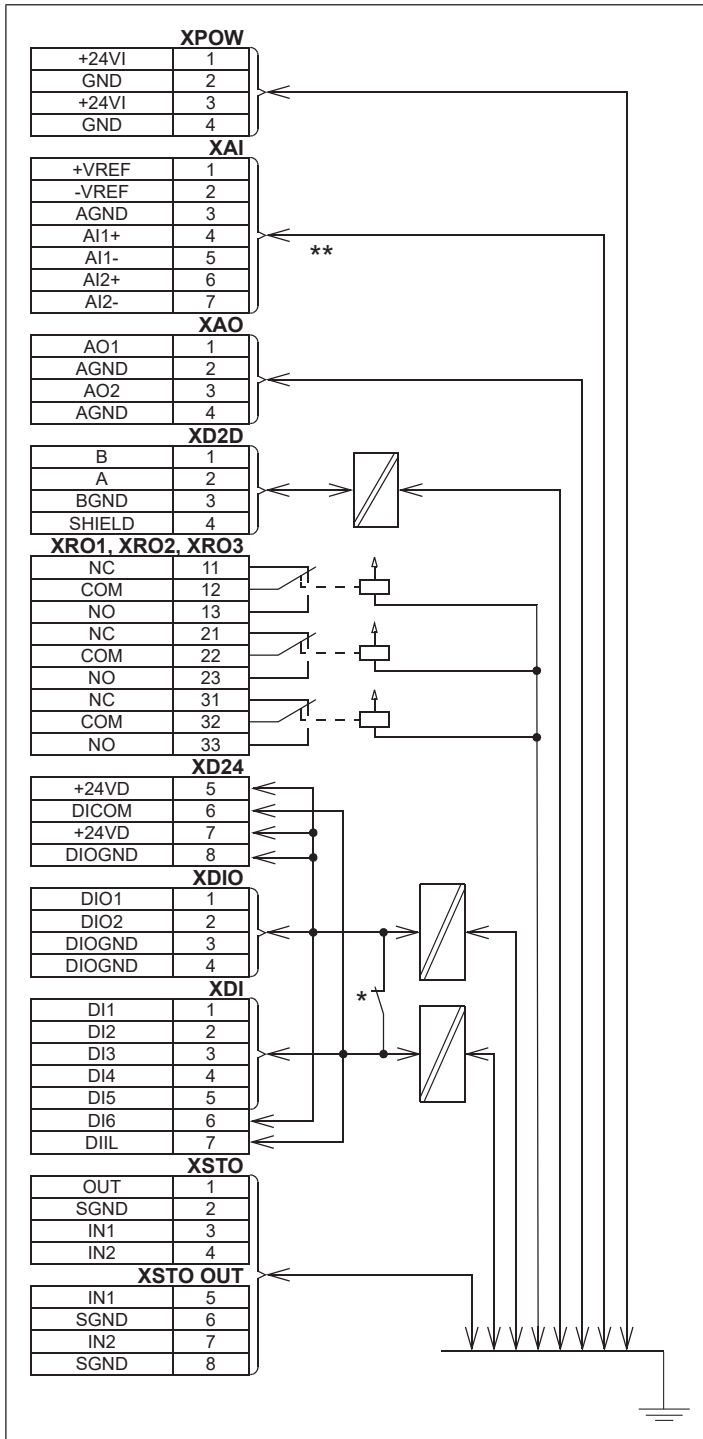 XPOW
+24VI 1
GND 2
+24VI 3
GND 4
XAI
+VREF 1
-VREF 2
AGND 3
AI1+ 4
**
AI1- 5
AI2+ 6
AI2- 7
XAO
AO1 1
AGND 2
AO2 3
AGND 4
XD2D
B 1
A 2
BGND 3
SHIELD 4
XRO1, XRO2, XRO3
NC 11
COM 12
NO 13
NC 21
COM 22
NO 23
NC 31
COM 32
NO 33
XD24
+24VD 5
DICOM 6
+24VD 7
DIOGND 8
XDIO
DIO1 1
DIO2 2
DIOGND 3
DIOGND 4
XDI
*
DI1 1
DI2 2
DI3 3
DI4 4
DI5 5
DI6 6
DIIL 7
XSTO
OUT 1
SGND 2
IN1 3
IN2 4
XSTO OUT
IN1 5
SGND 6
IN2 7
SGND 8